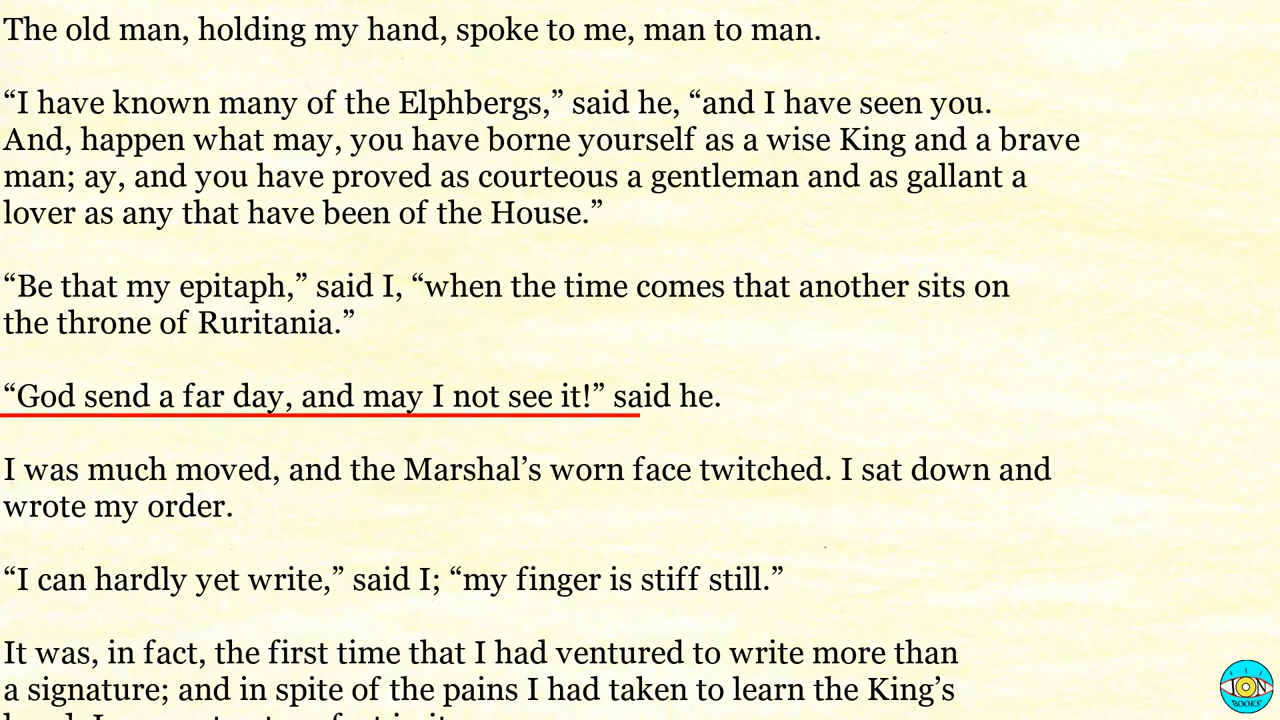 The old man, holding my hand, spoke to me, man to man.
“I have known many of the Elphbergs,” said he, “and I have seen you.
And, happen what may, you have borne yourself as a wise King and a brave
man; ay, and you have proved as courteous a gentleman and as gallant a
lover as any that have been of the House.”
“Be that my epitaph,” said I, “when the time comes that another sits on
the throne of Ruritania.”
“God send a far day, and may I not see it!” said he.
I was much moved, and the Marshal’s worn face twitched. I sat down and
wrote my order.
“I can hardly yet write,” said I; “my finger is stiff still.”
It was, in fact, the first time that I had ventured to write more than
a signature; and in spite of the pains I had taken to learn the King’s
ION
BOOKS